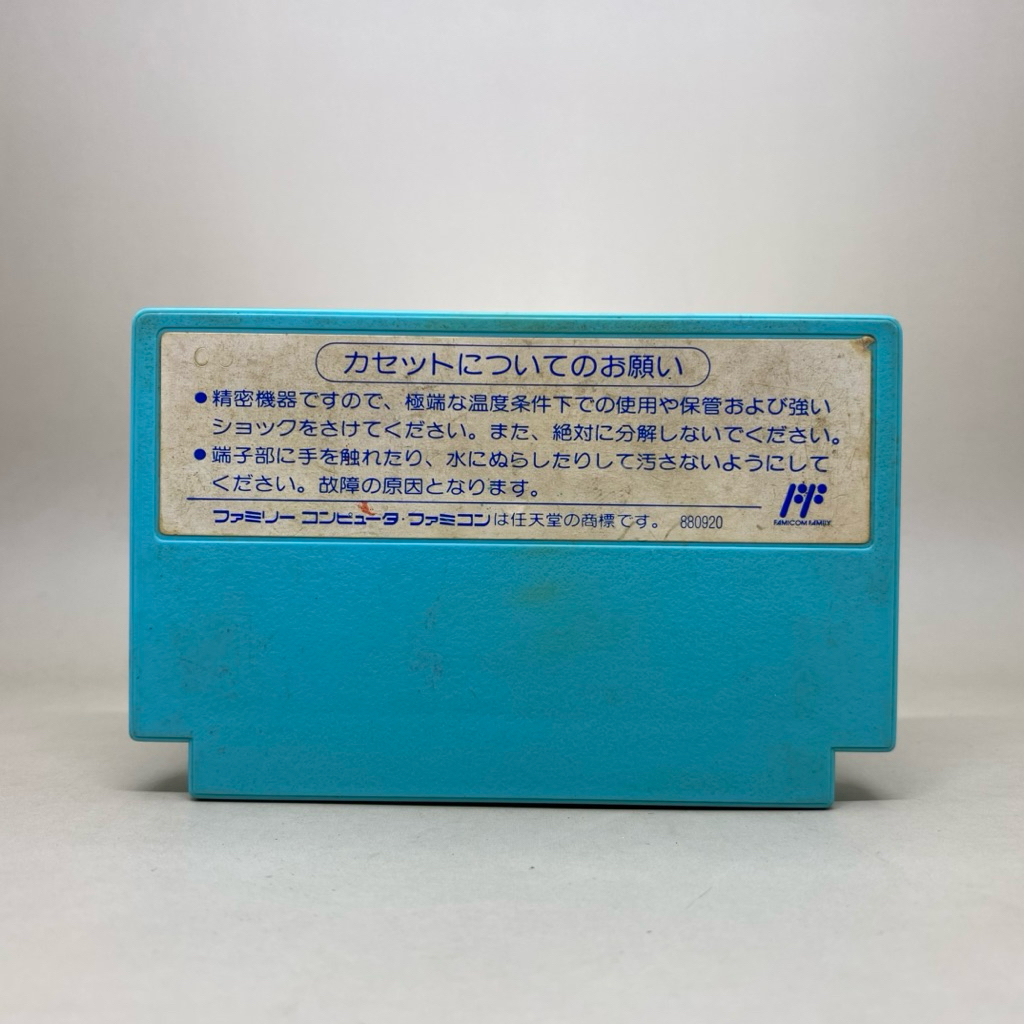 カセットについてのお願い
●精密機器ですので、極端な温度条件下での使用や保管および強い
ショックをさけてください。また、絶対に分解しないでください。
●端子部に手を触れたり、水にぬらしたりして汚さないようにして
ください。故障の原因となります。
ファミリー コンピュータ・ファミコンは任天堂の商標です。 880920
FAMICOM FAMILY